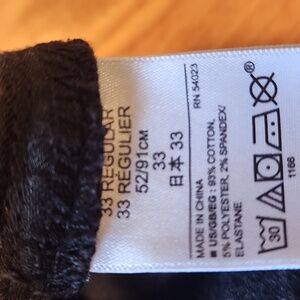 33 REGULAR
33 RÉGULIER
52/91CM
33
日本 33
RN 54023
MADE IN CHINA
■ US/GB/EG : 93% COTTON,
5% POLYESTER, 2% SPANDEX/
ELASTANE
30
1166